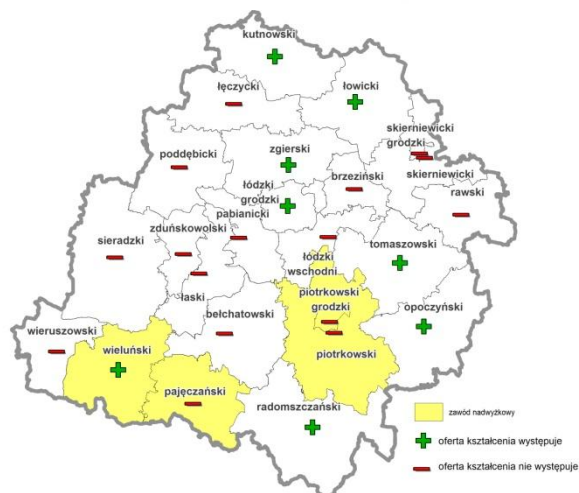 kutnowski
łęczycki
łowicki
skierniewicki
grodzki
poddębicki
zgierski
brzeziński
skierniewicki
rawski
łódzki
grodzki
pabianicki
zduńskowolski
sieradzki
tomaszowski
łódzki
wschodni
łaski
piotrkowski
grodzki
opoczyński
bełchatowski
wieruszowski
wieluński
piotrkowski
pajęczański
radomszczański
zawód nadwyżkowy
oferta kształcenia występuje
oferta kształcenia nie występuje